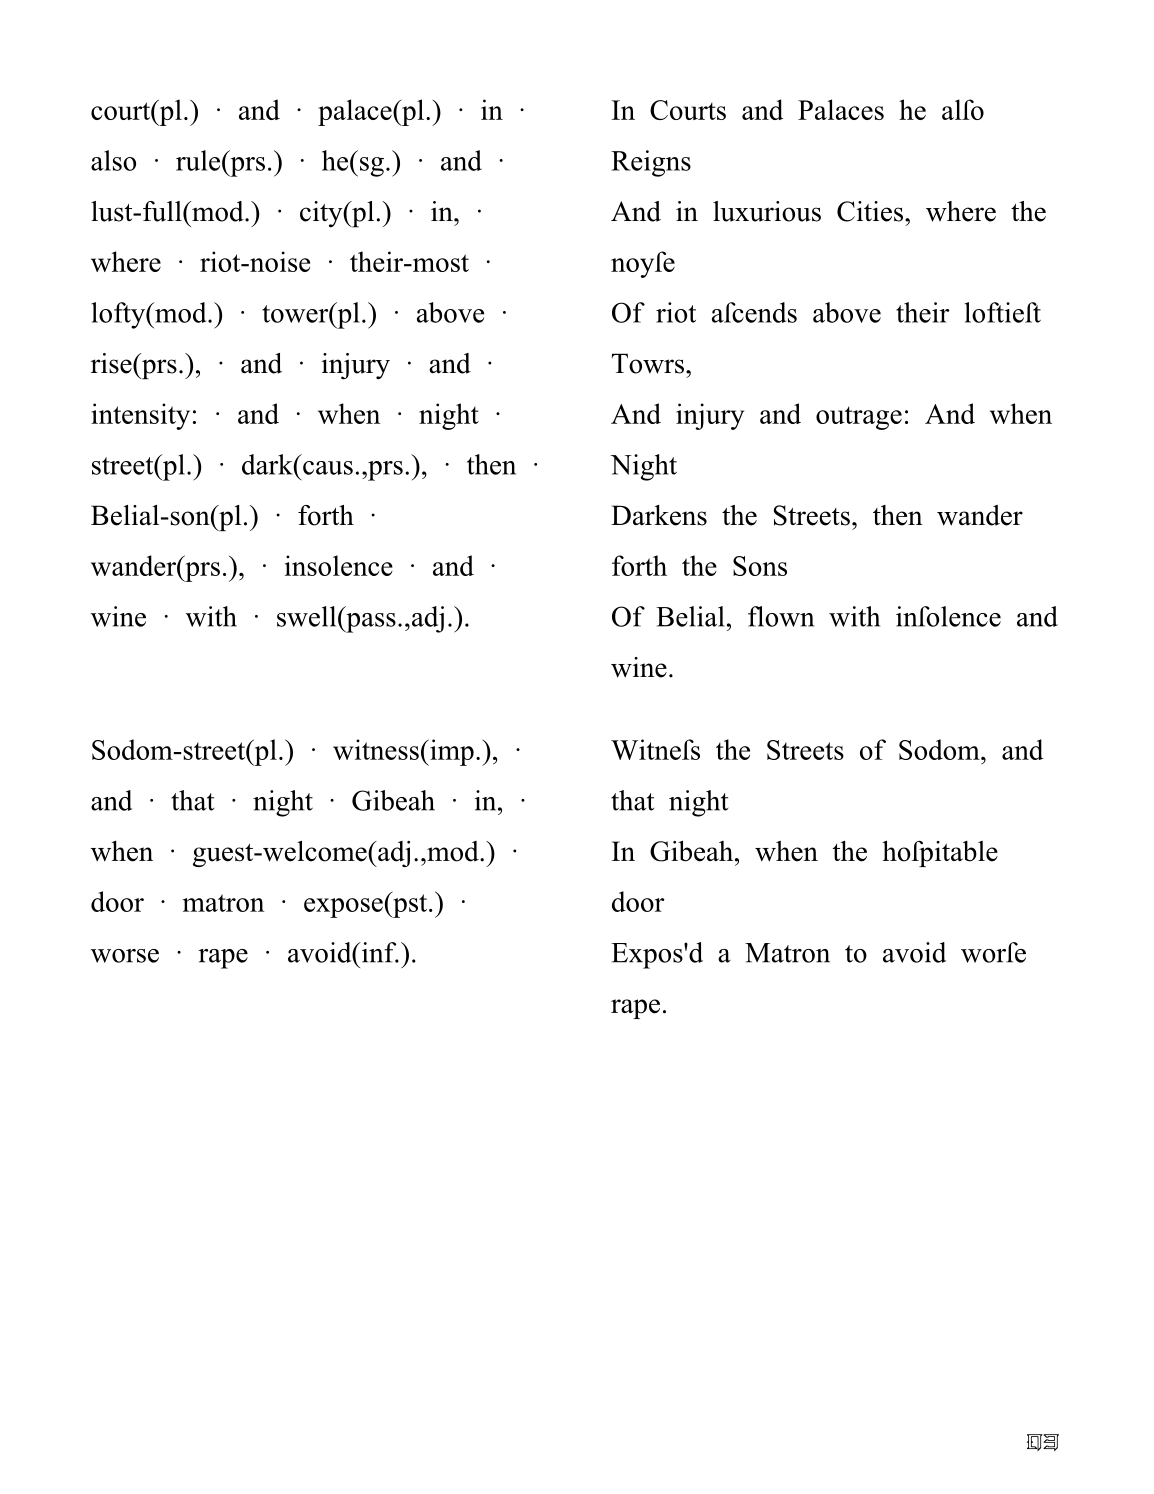 court(pl.) · and · palace(pl.) · in ·
also · rule(prs.) · he(sg.) · and ·
lust-full(mod.) · city(pl.) · in, ·
where · riot-noise · their-most ·
lofty(mod.) · tower(pl.) · above ·
rise(prs.), · and · injury · and ·
intensity: · and · when · night ·
street(pl.) · dark(caus.,prs.), · then ·
Belial-son(pl.) · forth ·
wander(prs.), · insolence · and ·
wine · with · swell(pass.,adj.).
In Courts and Palaces he alſo
Reigns
And in luxurious Cities, where the
noyſe
Of riot aſcends above their loftieſt
Towrs,
And injury and outrage: And when
Night
Darkens the Streets, then wander
forth the Sons
Of Belial, flown with inſolence and
wine.
Sodom-street(pl.) · witness(imp.), ·
and · that · night · Gibeah · in, ·
when · guest-welcome(adj.,mod.) ·
door · matron · expose(pst.) ·
worse · rape · avoid(inf.).
Witneſs the Streets of Sodom, and
that night
In Gibeah, when the hoſpitable
door
Expos'd a Matron to avoid worſe
rape.